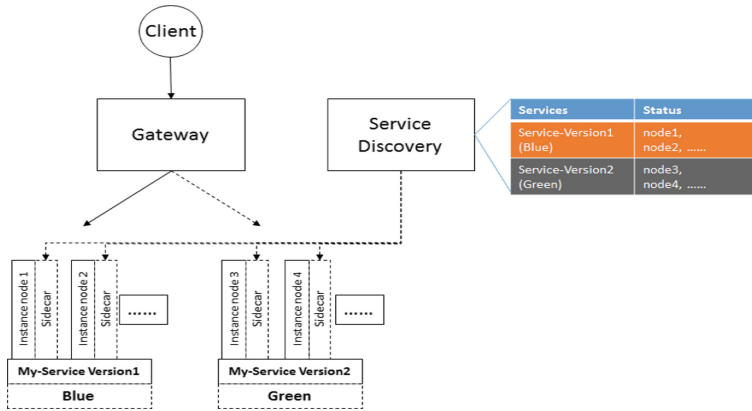 Client
Gateway
Service
Discovery
Services Status
Service-Version1 node1,
(Blue) node2, ......
Service-Version2 node3,
(Green) node4, ......
Instance node 1
Sidecar
Instance node 2
Sidecar
......
Instance node 3
Sidecar
Instance node 4
Sidecar
......
My-Service Version1
Blue
My-Service Version2
Green